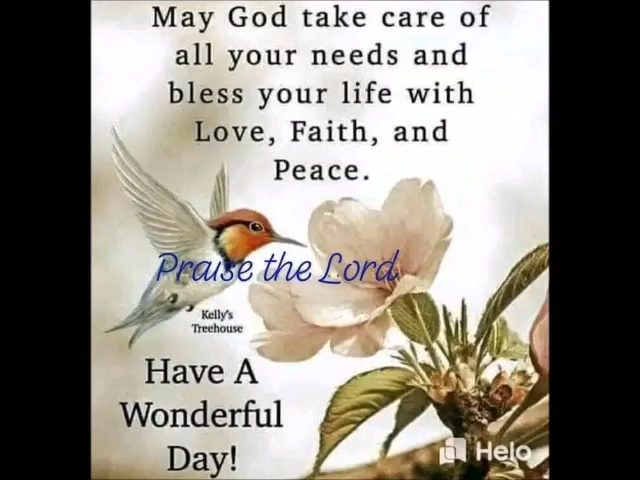 May God take care of
all your needs and
bless your life with
Love, Faith, and
Peace.
Praise the Lord
Kelly's
Treehouse
Have A
Wonderful
Day!
Helo